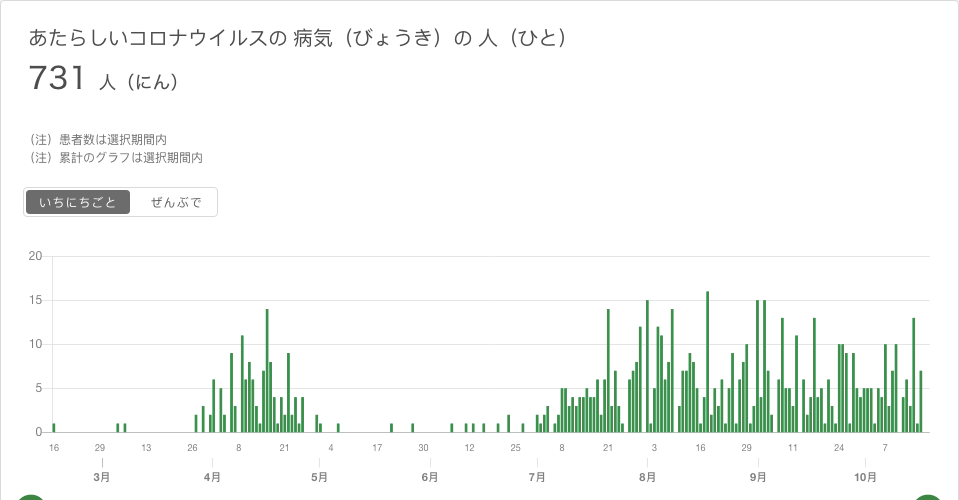 あたらしいコロナウイルスの 病気（びょうき）の 人（ひと）
731 人（にん）
（注）患者数は選択期間内
（注）累計のグラフは選択期間内
いちにちごと ぜんぶで
20
15
10
5
0
16 29 13 26 8 21 4 17 30 12 25 8 21 3 16 29 11 24 7
3月 4月 5月 6月 7月 8月 9月 10月